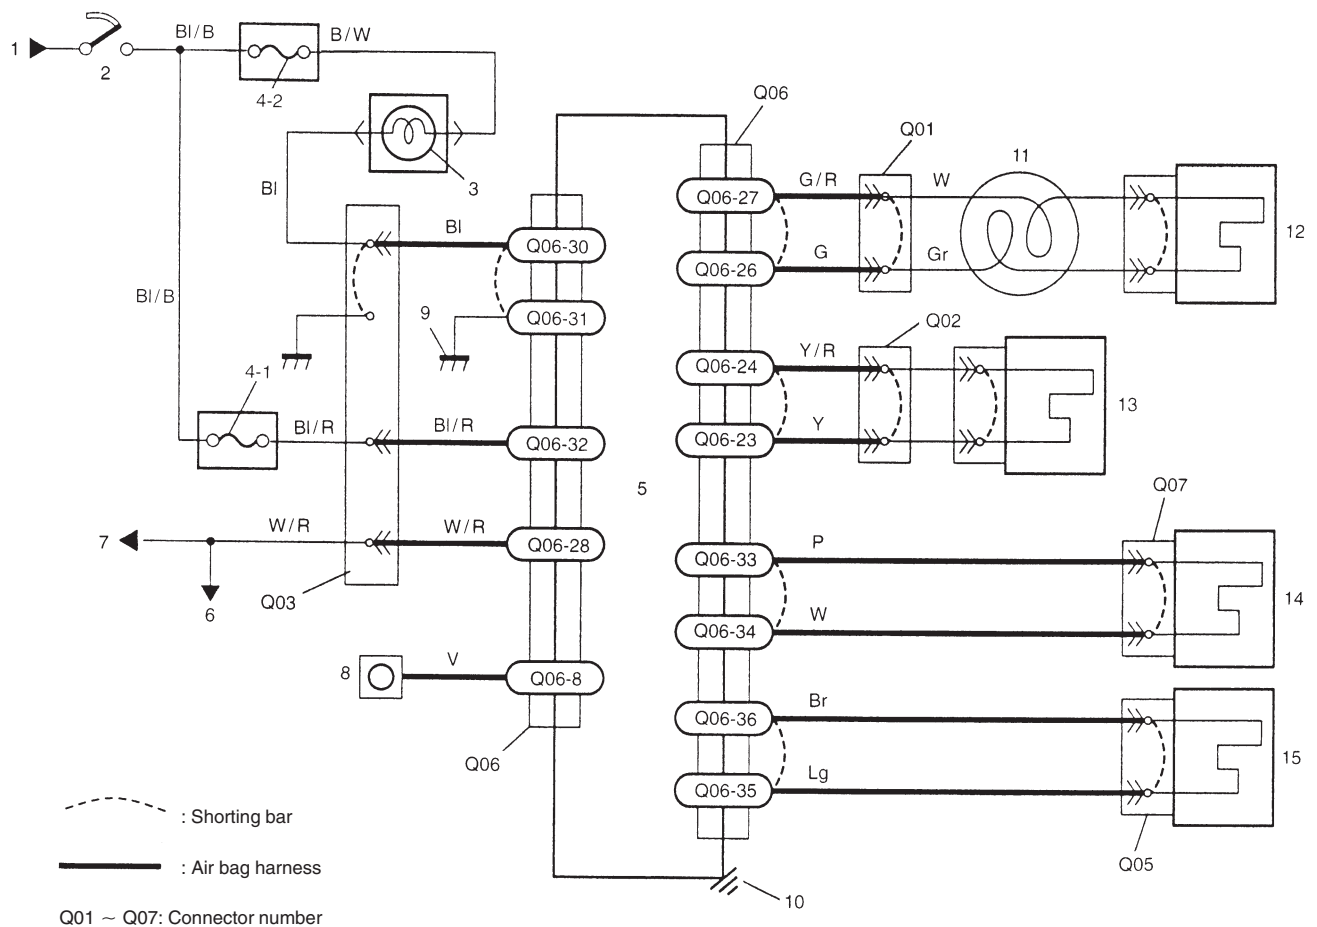 1
2
Bl/B
4-2
B/W
3
Bl
Bl/B
Bl
Q06-30
Q06-31
9
4-1
Bl/R
Bl/R
Q06-32
7
W/R
W/R
Q06-28
6
Q03
8
V
Q06-8
Q06
5
Q06
Q06-27
G/R
Q01
W
11
12
Q06-26
G
Gr
Q02
Q06-24
Y/R
13
Q06-23
Y
Q07
Q06-33
P
14
Q06-34
W
Q06-36
Br
15
Q06-35
Lg
Q05
10
: Shorting bar
: Air bag harness
Q01 ~ Q07: Connector number